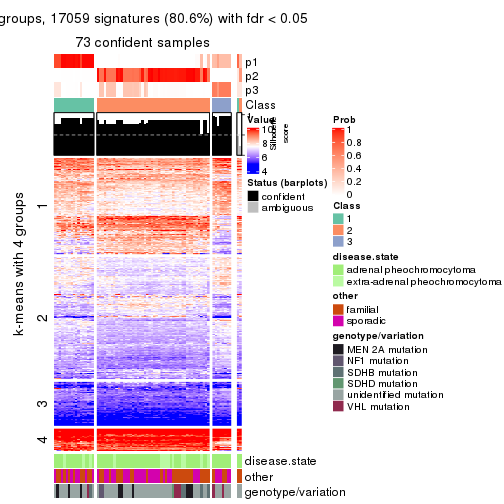 groups, 17059 signatures (80.6%) with fdr < 0.05
73 confident samples
p1
p2
p3
Class
Silhouette
score
k-means with 4 groups
1
2
3
4
disease.state
other
genotype/variation
Value
10
8
6
4
Status (barplots)
confident
ambiguous
Prob
1
0.8
0.6
0.4
0.2
0
Class
1
2
3
disease.state
adrenal pheochromocytoma
extra-adrenal pheochromocytoma
other
familial
sporadic
genotype/variation
MEN 2A mutation
NF1 mutation
SDHB mutation
SDHD mutation
unidentified mutation
VHL mutation